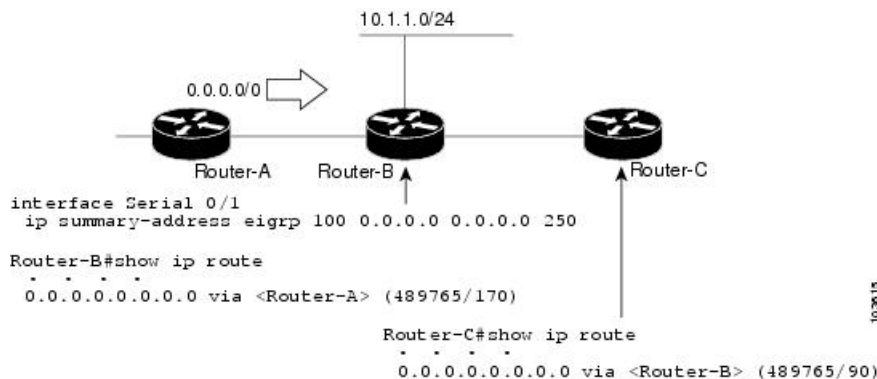 10.1.1.0/24
0.0.0.0/0
Router-A
Router-B
Router-C
interface Serial 0/1
ip summary-address eigrp 100 0.0.0.0 0.0.0.0 250
Router-B#show ip route
. . . .
0.0.0.0.0.0.0.0 via <Router-A> (489765/170)
Router-C#show ip route
. . . .
0.0.0.0.0.0.0.0 via <Router-B> (489765/90)
103615